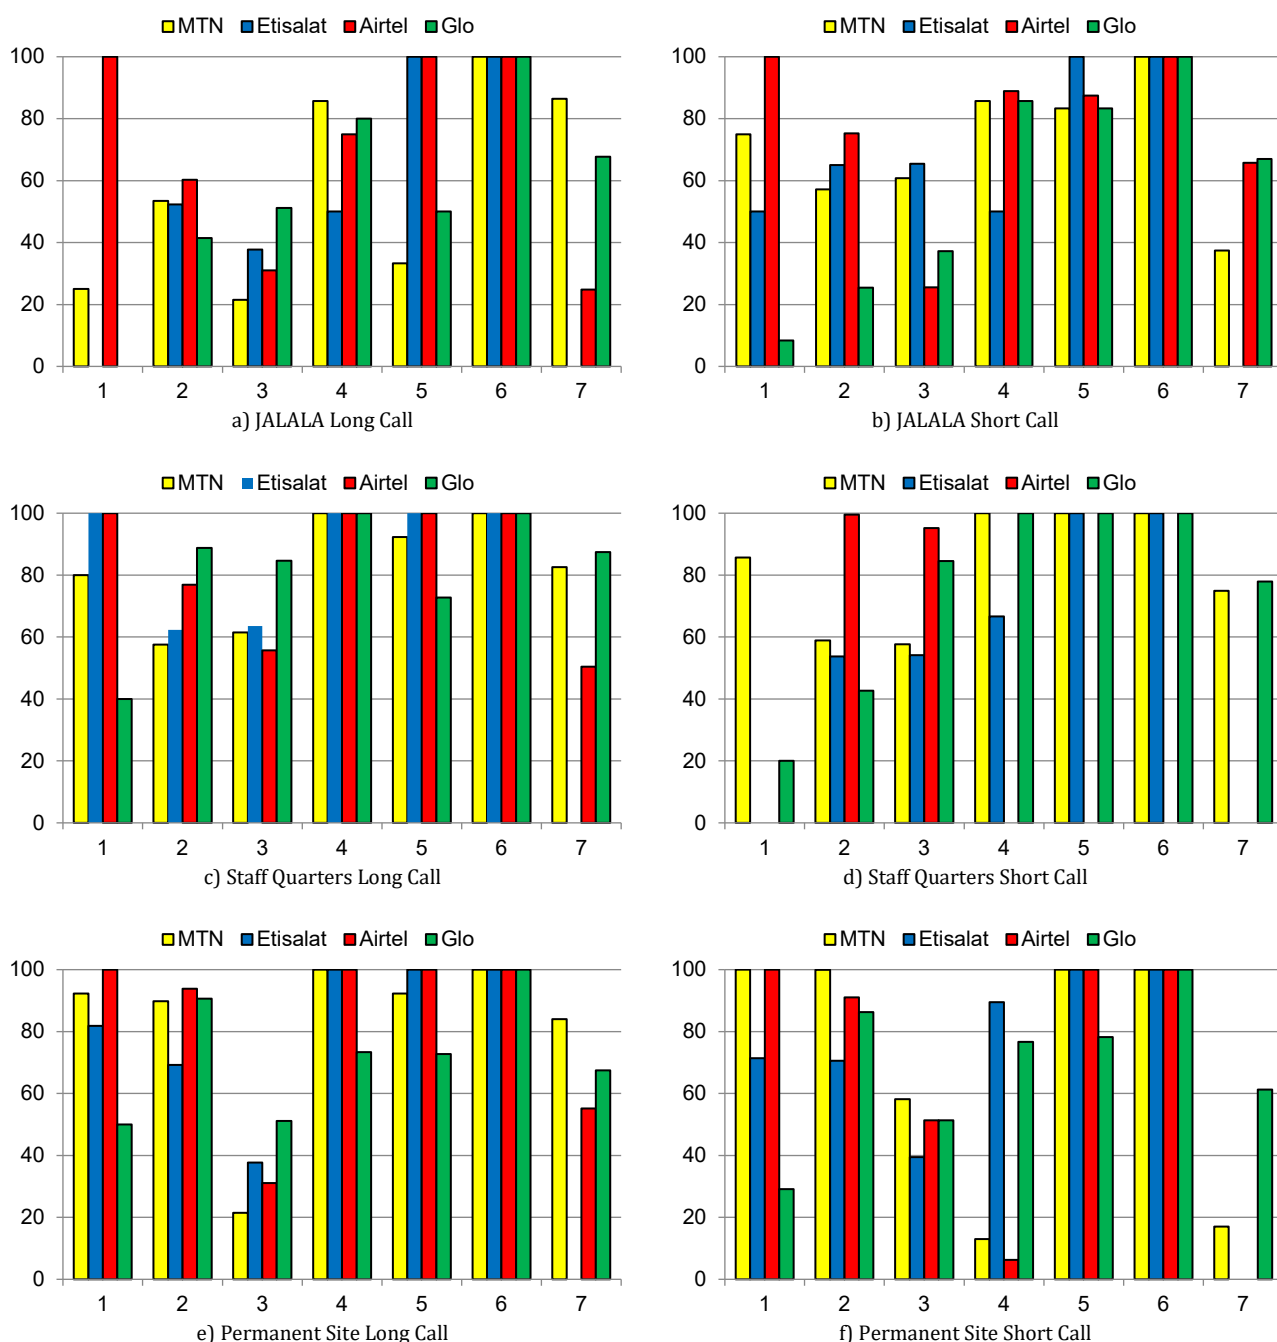 MTN Etisalat Airtel Glo
100
80
60
40
20
0
1 2 3 4 5 6 7
a) JALALA Long Call
MTN Etisalat Airtel Glo
100
80
60
40
20
0
1 2 3 4 5 6 7
b) JALALA Short Call
MTN Etisalat Airtel Glo
100
80
60
40
20
0
1 2 3 4 5 6 7
c) Staff Quarters Long Call
MTN Etisalat Airtel Glo
100
80
60
40
20
0
1 2 3 4 5 6 7
d) Staff Quarters Short Call
MTN Etisalat Airtel Glo
100
80
60
40
20
0
1 2 3 4 5 6 7
e) Permanent Site Long Call
MTN Etisalat Airtel Glo
100
80
60
40
20
0
1 2 3 4 5 6 7
f) Permanent Site Short Call